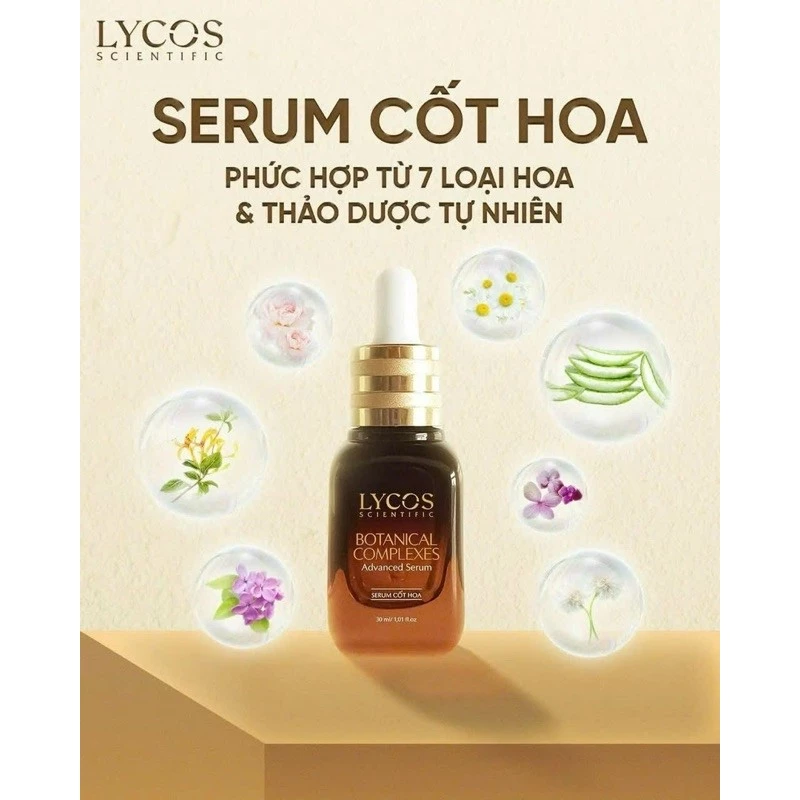 LYCOS
SCIENTIFIC
SERUM CỐT HOA
PHỨC HỢP TỪ 7 LOẠI HOA
& THẢO DƯỢC TỰ NHIÊN
LYCOS
SCIENTIFIC
BOTANICAL
COMPLEXES
Advanced Serum
SERUM CỐT HOA
30 ml/ 1,01 fl.oz